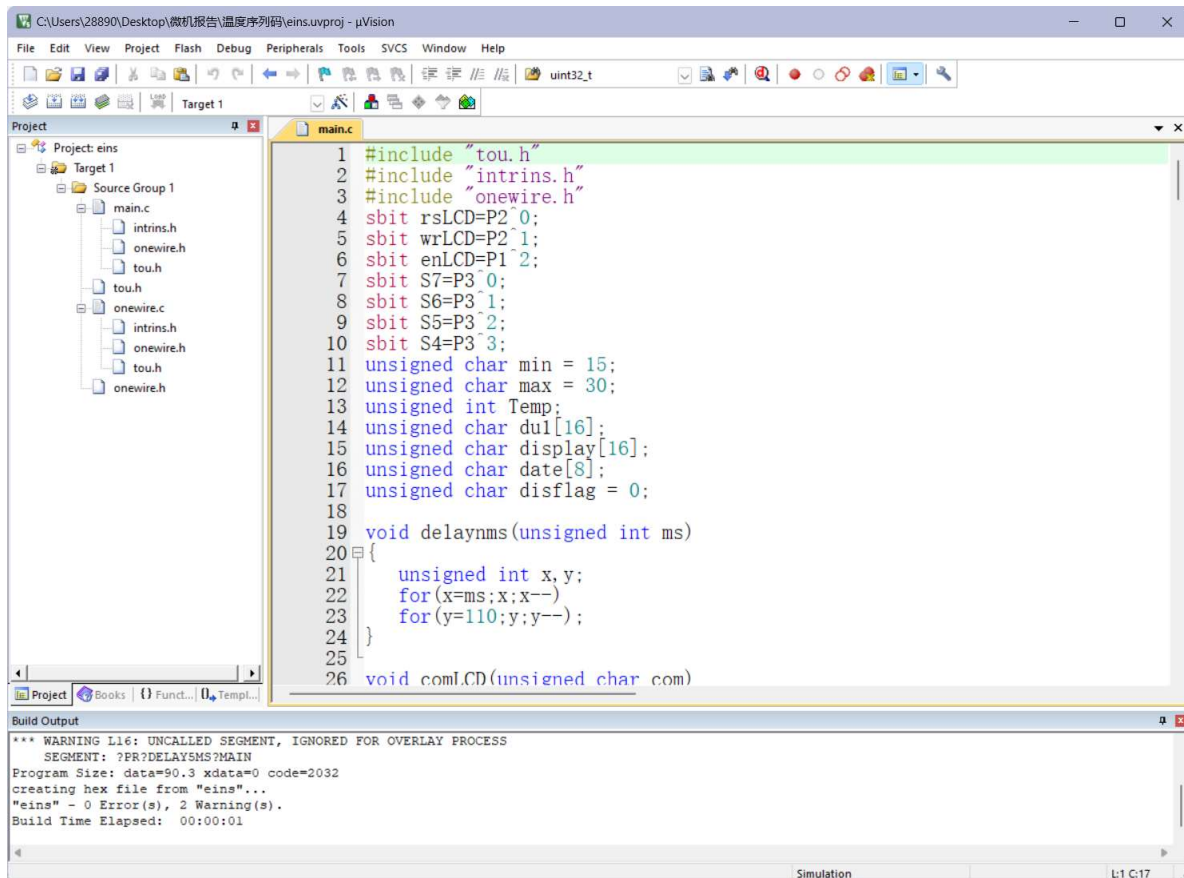 C:\Users\28890\Desktop\微机报告\温度序列码\eins.uvproj - µVision
File Edit View Project Flash Debug Peripherals Tools SVCS Window Help
uint32_t
Target 1
Project
Project: eins
Target 1
Source Group 1
main.c
intrins.h
onewire.h
tou.h
tou.h
onewire.c
intrins.h
onewire.h
tou.h
onewire.h
Project Books {} Funct... Templ...
main.c
1 #include "tou.h"
2 #include "intrins.h"
3 #include "onewire.h"
4 sbit rsLCD=P2^0;
5 sbit wrLCD=P2^1;
6 sbit enLCD=P1^2;
7 sbit S7=P3^0;
8 sbit S6=P3^1;
9 sbit S5=P3^2;
10 sbit S4=P3^3;
11 unsigned char min = 15;
12 unsigned char max = 30;
13 unsigned int Temp;
14 unsigned char du1[16];
15 unsigned char display[16];
16 unsigned char date[8];
17 unsigned char disflag = 0;
18
19 void delaynms(unsigned int ms)
20 {
21 unsigned int x,y;
22 for(x=ms;x;x--)
23 for(y=110;y;y--);
24 }
25
26 void comLCD(unsigned char com)
Build Output
*** WARNING L16: UNCALLED SEGMENT, IGNORED FOR OVERLAY PROCESS
SEGMENT: ?PR?DELAY5MS?MAIN
Program Size: data=90.3 xdata=0 code=2032
creating hex file from "eins"...
"eins" - 0 Error(s), 2 Warning(s).
Build Time Elapsed: 00:00:01
Simulation L:1 C:17